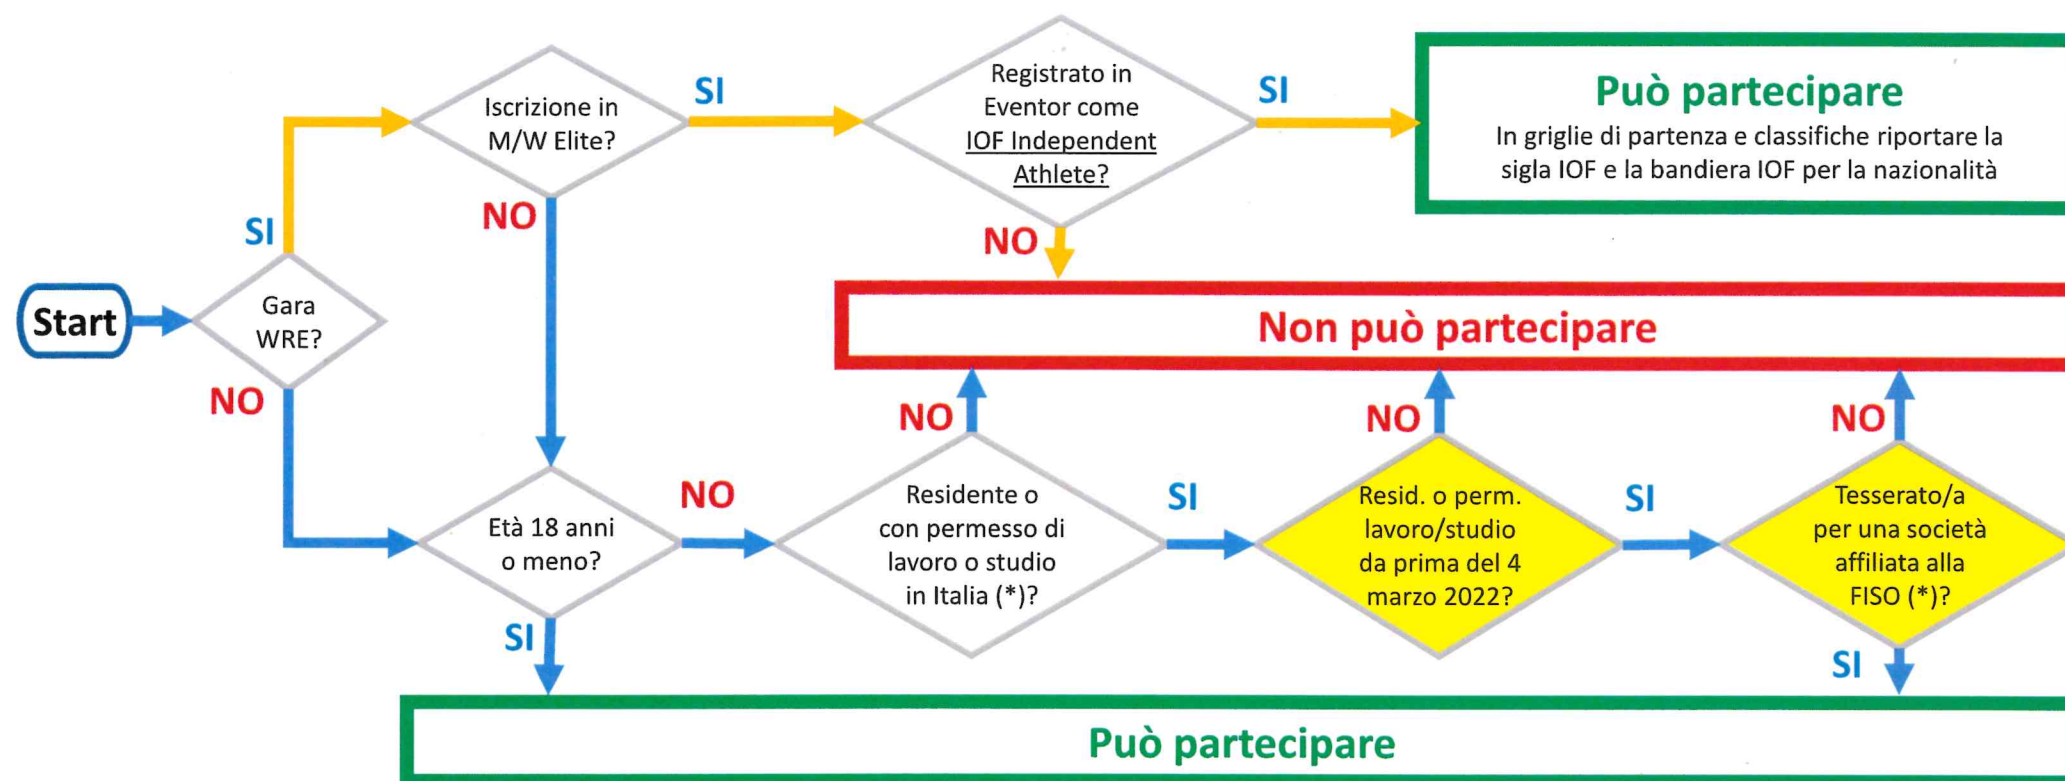 Start
Gara
WRE?
SI
NO
Iscrizione in
M/W Elite?
SI
NO
Registrato in
Eventor come
IOF Independent
Athlete?
SI
NO
Può partecipare
In griglie di partenza e classifiche riportare la
sigla IOF e la bandiera IOF per la nazionalità
Non può partecipare
Età 18 anni
o meno?
NO
SI
Residente o
con permesso di
lavoro o studio
in Italia (*)?
NO
SI
Resid. o perm.
lavoro/studio
da prima del 4
marzo 2022?
NO
SI
Tesserato/a
per una società
affiliata alla
FISO (*)?
NO
SI
Può partecipare